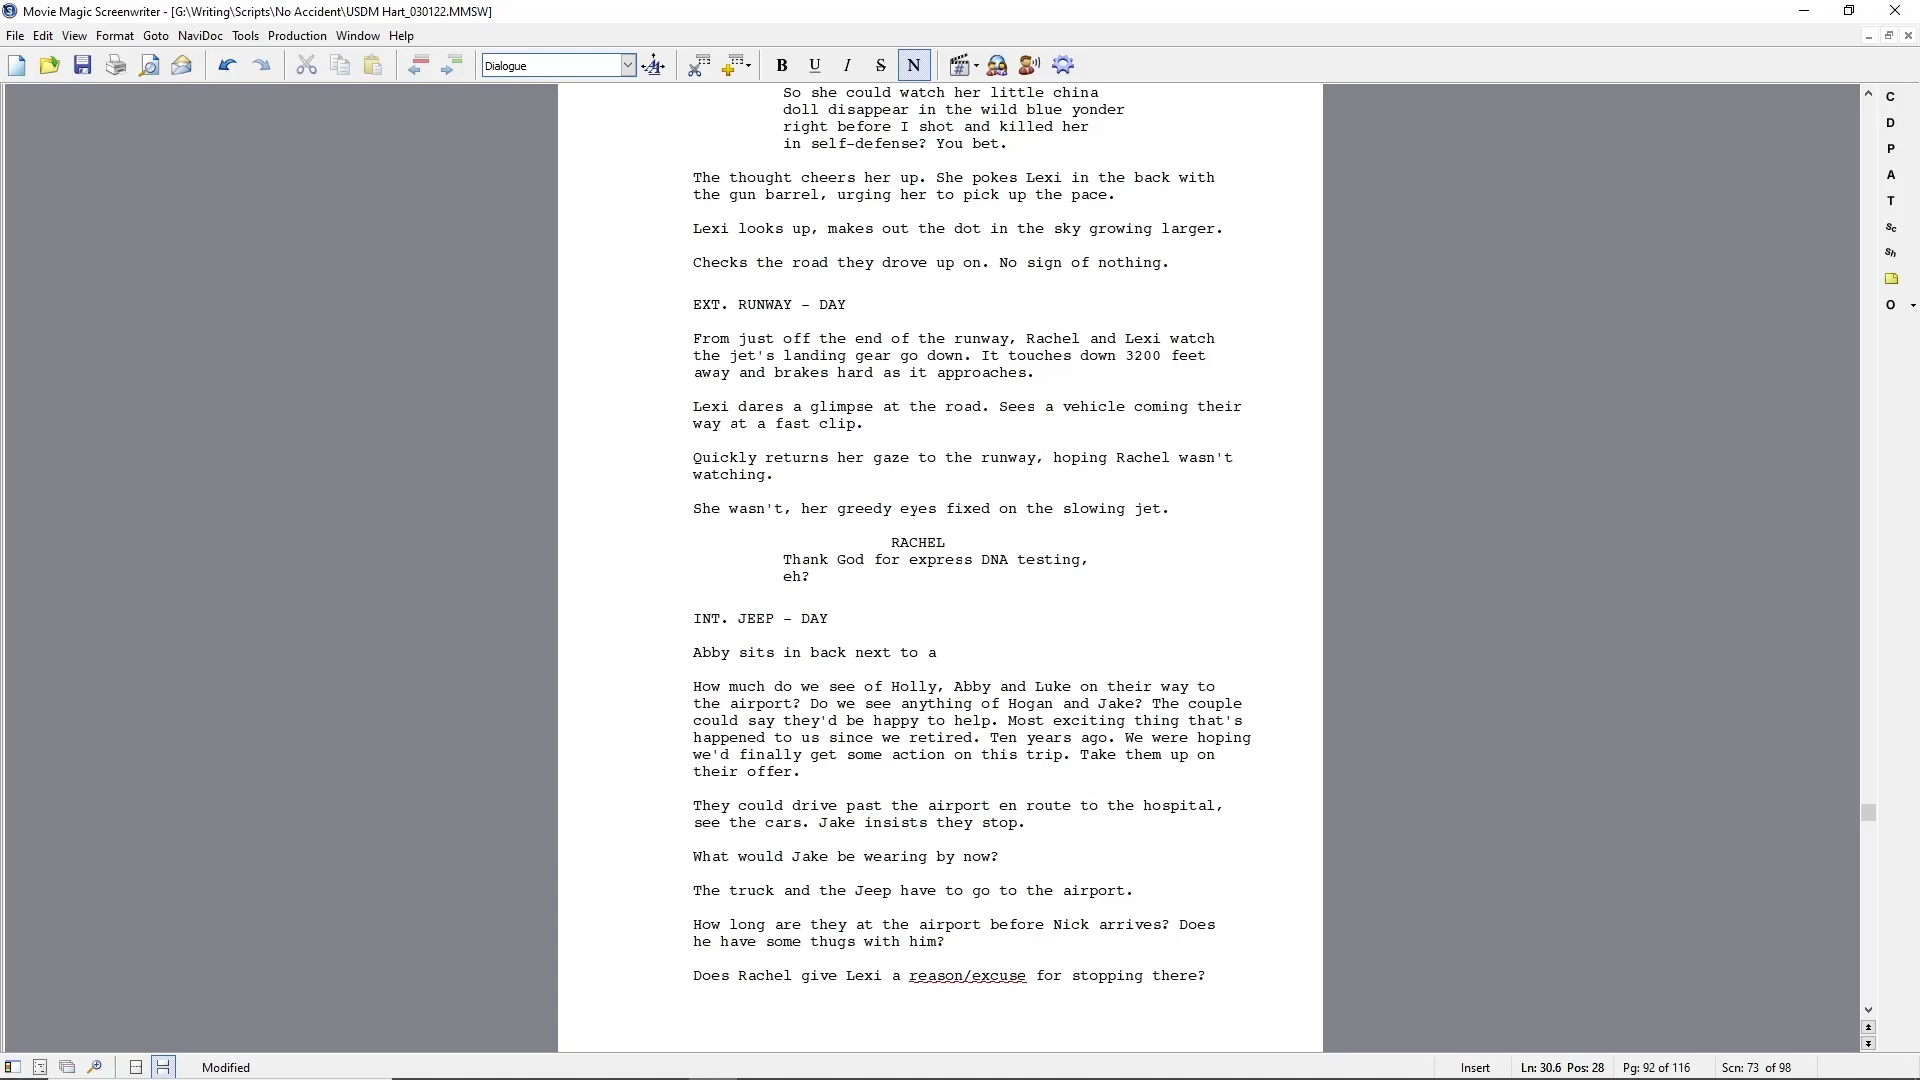 Movie Magic Screenwriter - [G:\Writing\Scripts\No Accident\USDM Hart_030122.MMSW]
File Edit View Format Goto NaviDoc Tools Production Window Help
Dialogue
A
B U I S N
So she could watch her little china
doll disappear in the wild blue yonder
right before I shot and killed her
in self-defense? You bet.
The thought cheers her up. She pokes Lexi in the back with
the gun barrel, urging her to pick up the pace.
Lexi looks up, makes out the dot in the sky growing larger.
Checks the road they drove up on. No sign of nothing.
EXT. RUNWAY - DAY
From just off the end of the runway, Rachel and Lexi watch
the jet's landing gear go down. It touches down 3200 feet
away and brakes hard as it approaches.
Lexi dares a glimpse at the road. Sees a vehicle coming their
way at a fast clip.
Quickly returns her gaze to the runway, hoping Rachel wasn't
watching.
She wasn't, her greedy eyes fixed on the slowing jet.
RACHEL
Thank God for express DNA testing,
eh?
INT. JEEP - DAY
Abby sits in back next to a
How much do we see of Holly, Abby and Luke on their way to
the airport? Do we see anything of Hogan and Jake? The couple
could say they'd be happy to help. Most exciting thing that's
happened to us since we retired. Ten years ago. We were hoping
we'd finally get some action on this trip. Take them up on
their offer.
They could drive past the airport en route to the hospital,
see the cars. Jake insists they stop.
What would Jake be wearing by now?
The truck and the Jeep have to go to the airport.
How long are they at the airport before Nick arrives? Does
he have some thugs with him?
Does Rachel give Lexi a reason/excuse for stopping there?
C
D
P
A
T
Sc
Sh
O
Modified
Insert Ln: 30.6 Pos: 28 Pg: 92 of 116 Scn: 73 of 98